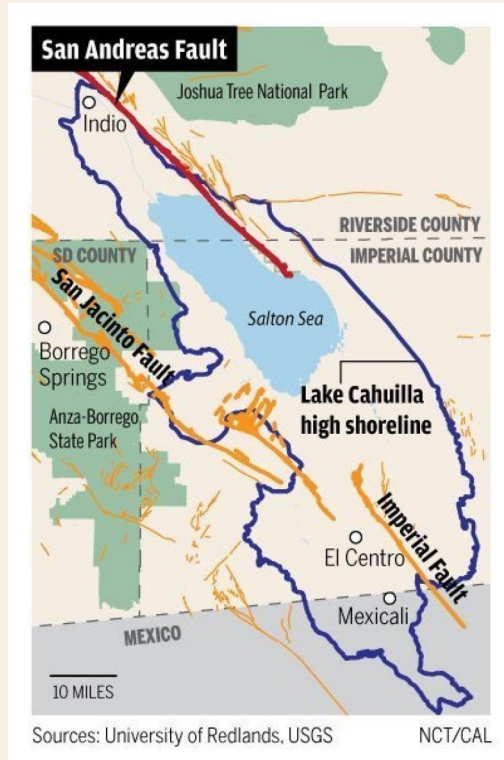 San Andreas Fault
Joshua Tree National Park
Indio
RIVERSIDE COUNTY
SD COUNTY
IMPERIAL COUNTY
San Jacinto Fault
Salton Sea
Borrego
Springs
Lake Cahuilla
high shoreline
Anza-Borrego
State Park
Imperial Fault
El Centro
Mexicali
MEXICO
10 MILES
Sources: University of Redlands, USGS
NCT/CAL